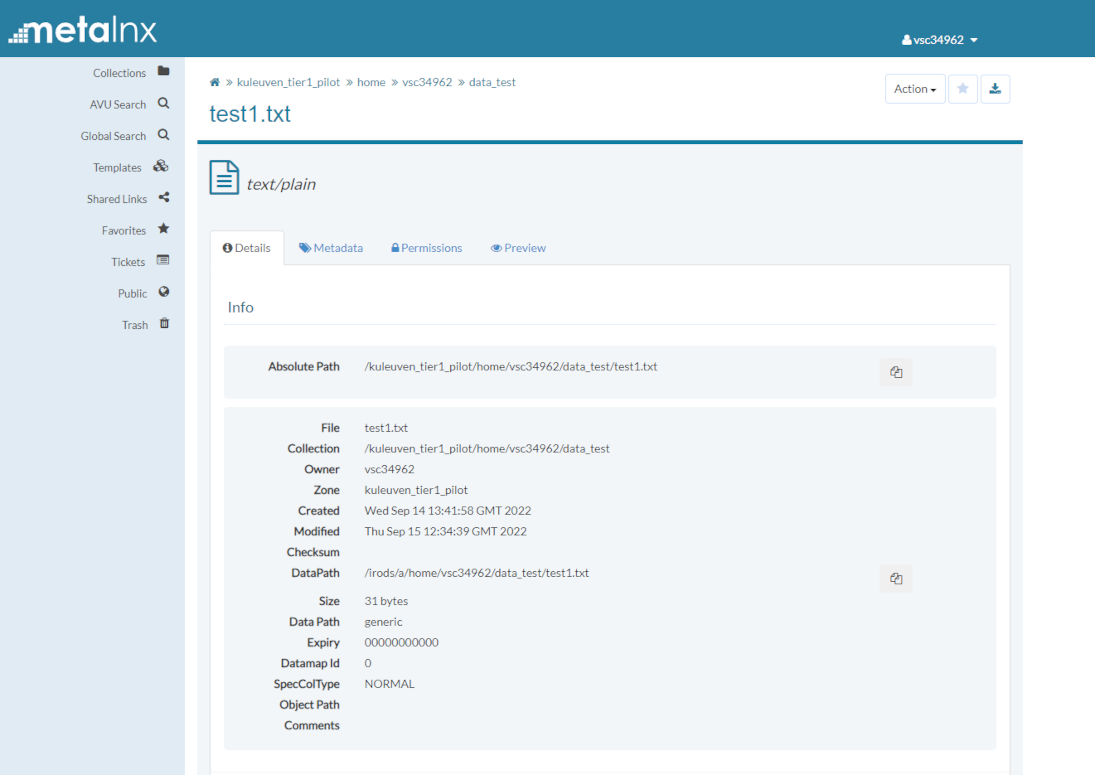 metalnx
vsc34962
Collections
AVU Search
Global Search
Templates
Shared Links
Favorites
Tickets
Public
Trash
» kuleuven_tier1_pilot » home » vsc34962 » data_test
Action
test1.txt
text/plain
Details Metadata Permissions Preview
Info
Absolute Path /kuleuven_tier1_pilot/home/vsc34962/data_test/test1.txt
File test1.txt
Collection /kuleuven_tier1_pilot/home/vsc34962/data_test
Owner vsc34962
Zone kuleuven_tier1_pilot
Created Wed Sep 14 13:41:58 GMT 2022
Modified Thu Sep 15 12:34:39 GMT 2022
Checksum
DataPath /irods/a/home/vsc34962/data_test/test1.txt
Size 31 bytes
Data Path generic
Expiry 00000000000
Datamap Id 0
SpecColType NORMAL
Object Path
Comments